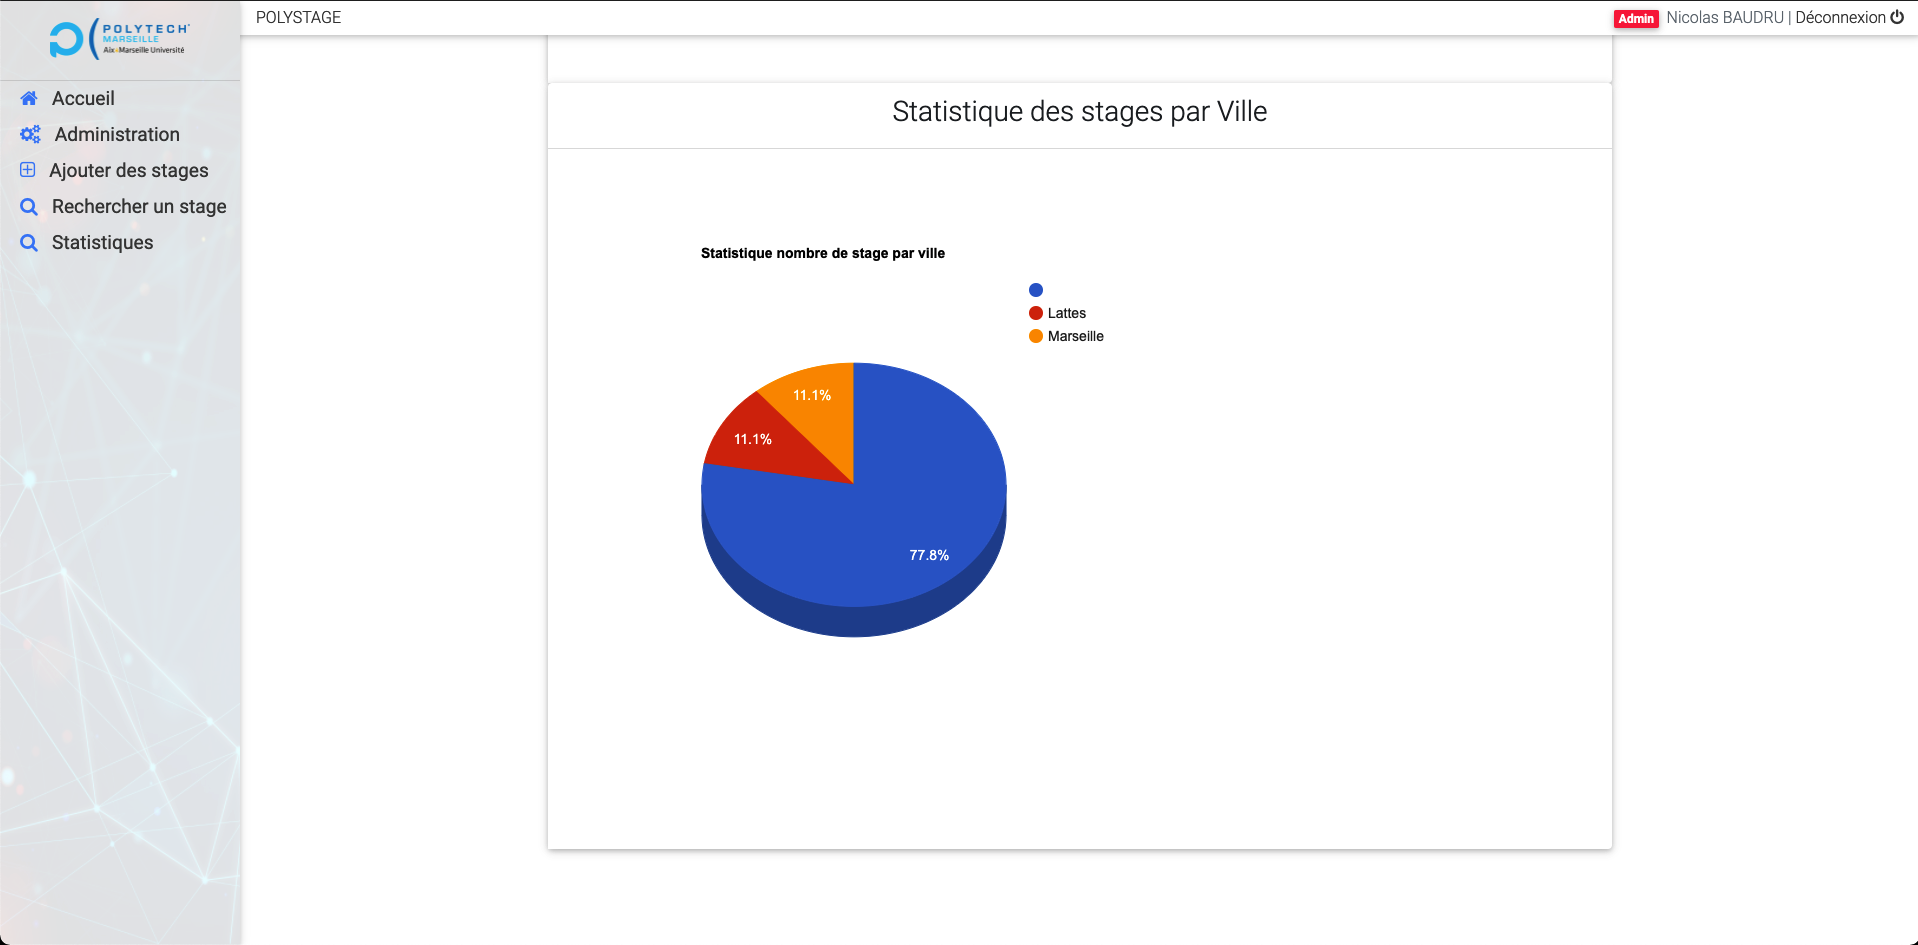 POLYTECH
MARSEILLE
Aix*Marseille Université
POLYSTAGE
Admin Nicolas BAUDRU | Déconnexion
Accueil
Administration
Ajouter des stages
Rechercher un stage
Statistiques
Statistique des stages par Ville
Statistique nombre de stage par ville
Lattes
Marseille
11.1%
11.1%
77.8%